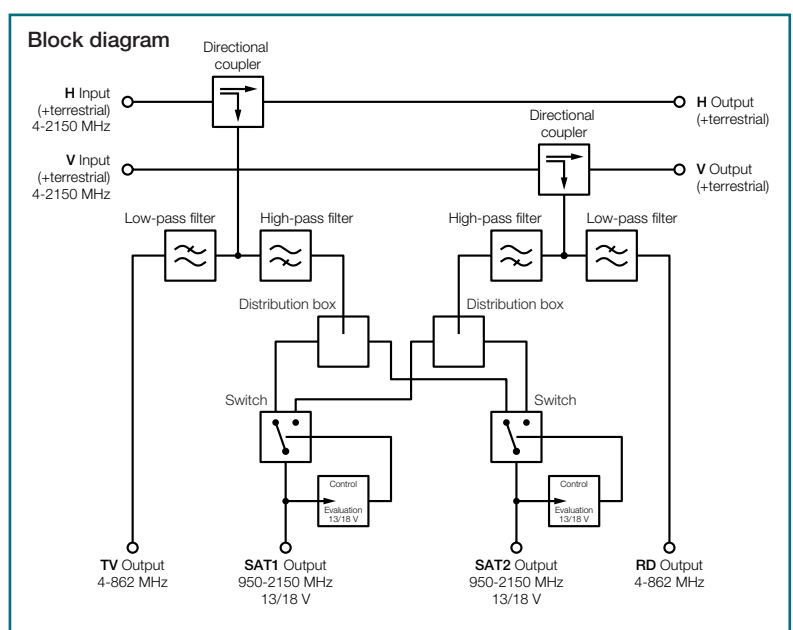 Block diagram
Directional
coupler
H Input
(+terrestrial)
4-2150 MHz
H Output
(+terrestrial)
Directional
coupler
V Input
(+terrestrial)
4-2150 MHz
V Output
(+terrestrial)
Low-pass filter
High-pass filter
High-pass filter
Low-pass filter
Distribution box
Distribution box
Switch
Switch
Control
Evaluation
13/18 V
Control
Evaluation
13/18 V
TV Output
4-862 MHz
SAT1 Output
950-2150 MHz
13/18 V
SAT2 Output
950-2150 MHz
13/18 V
RD Output
4-862 MHz